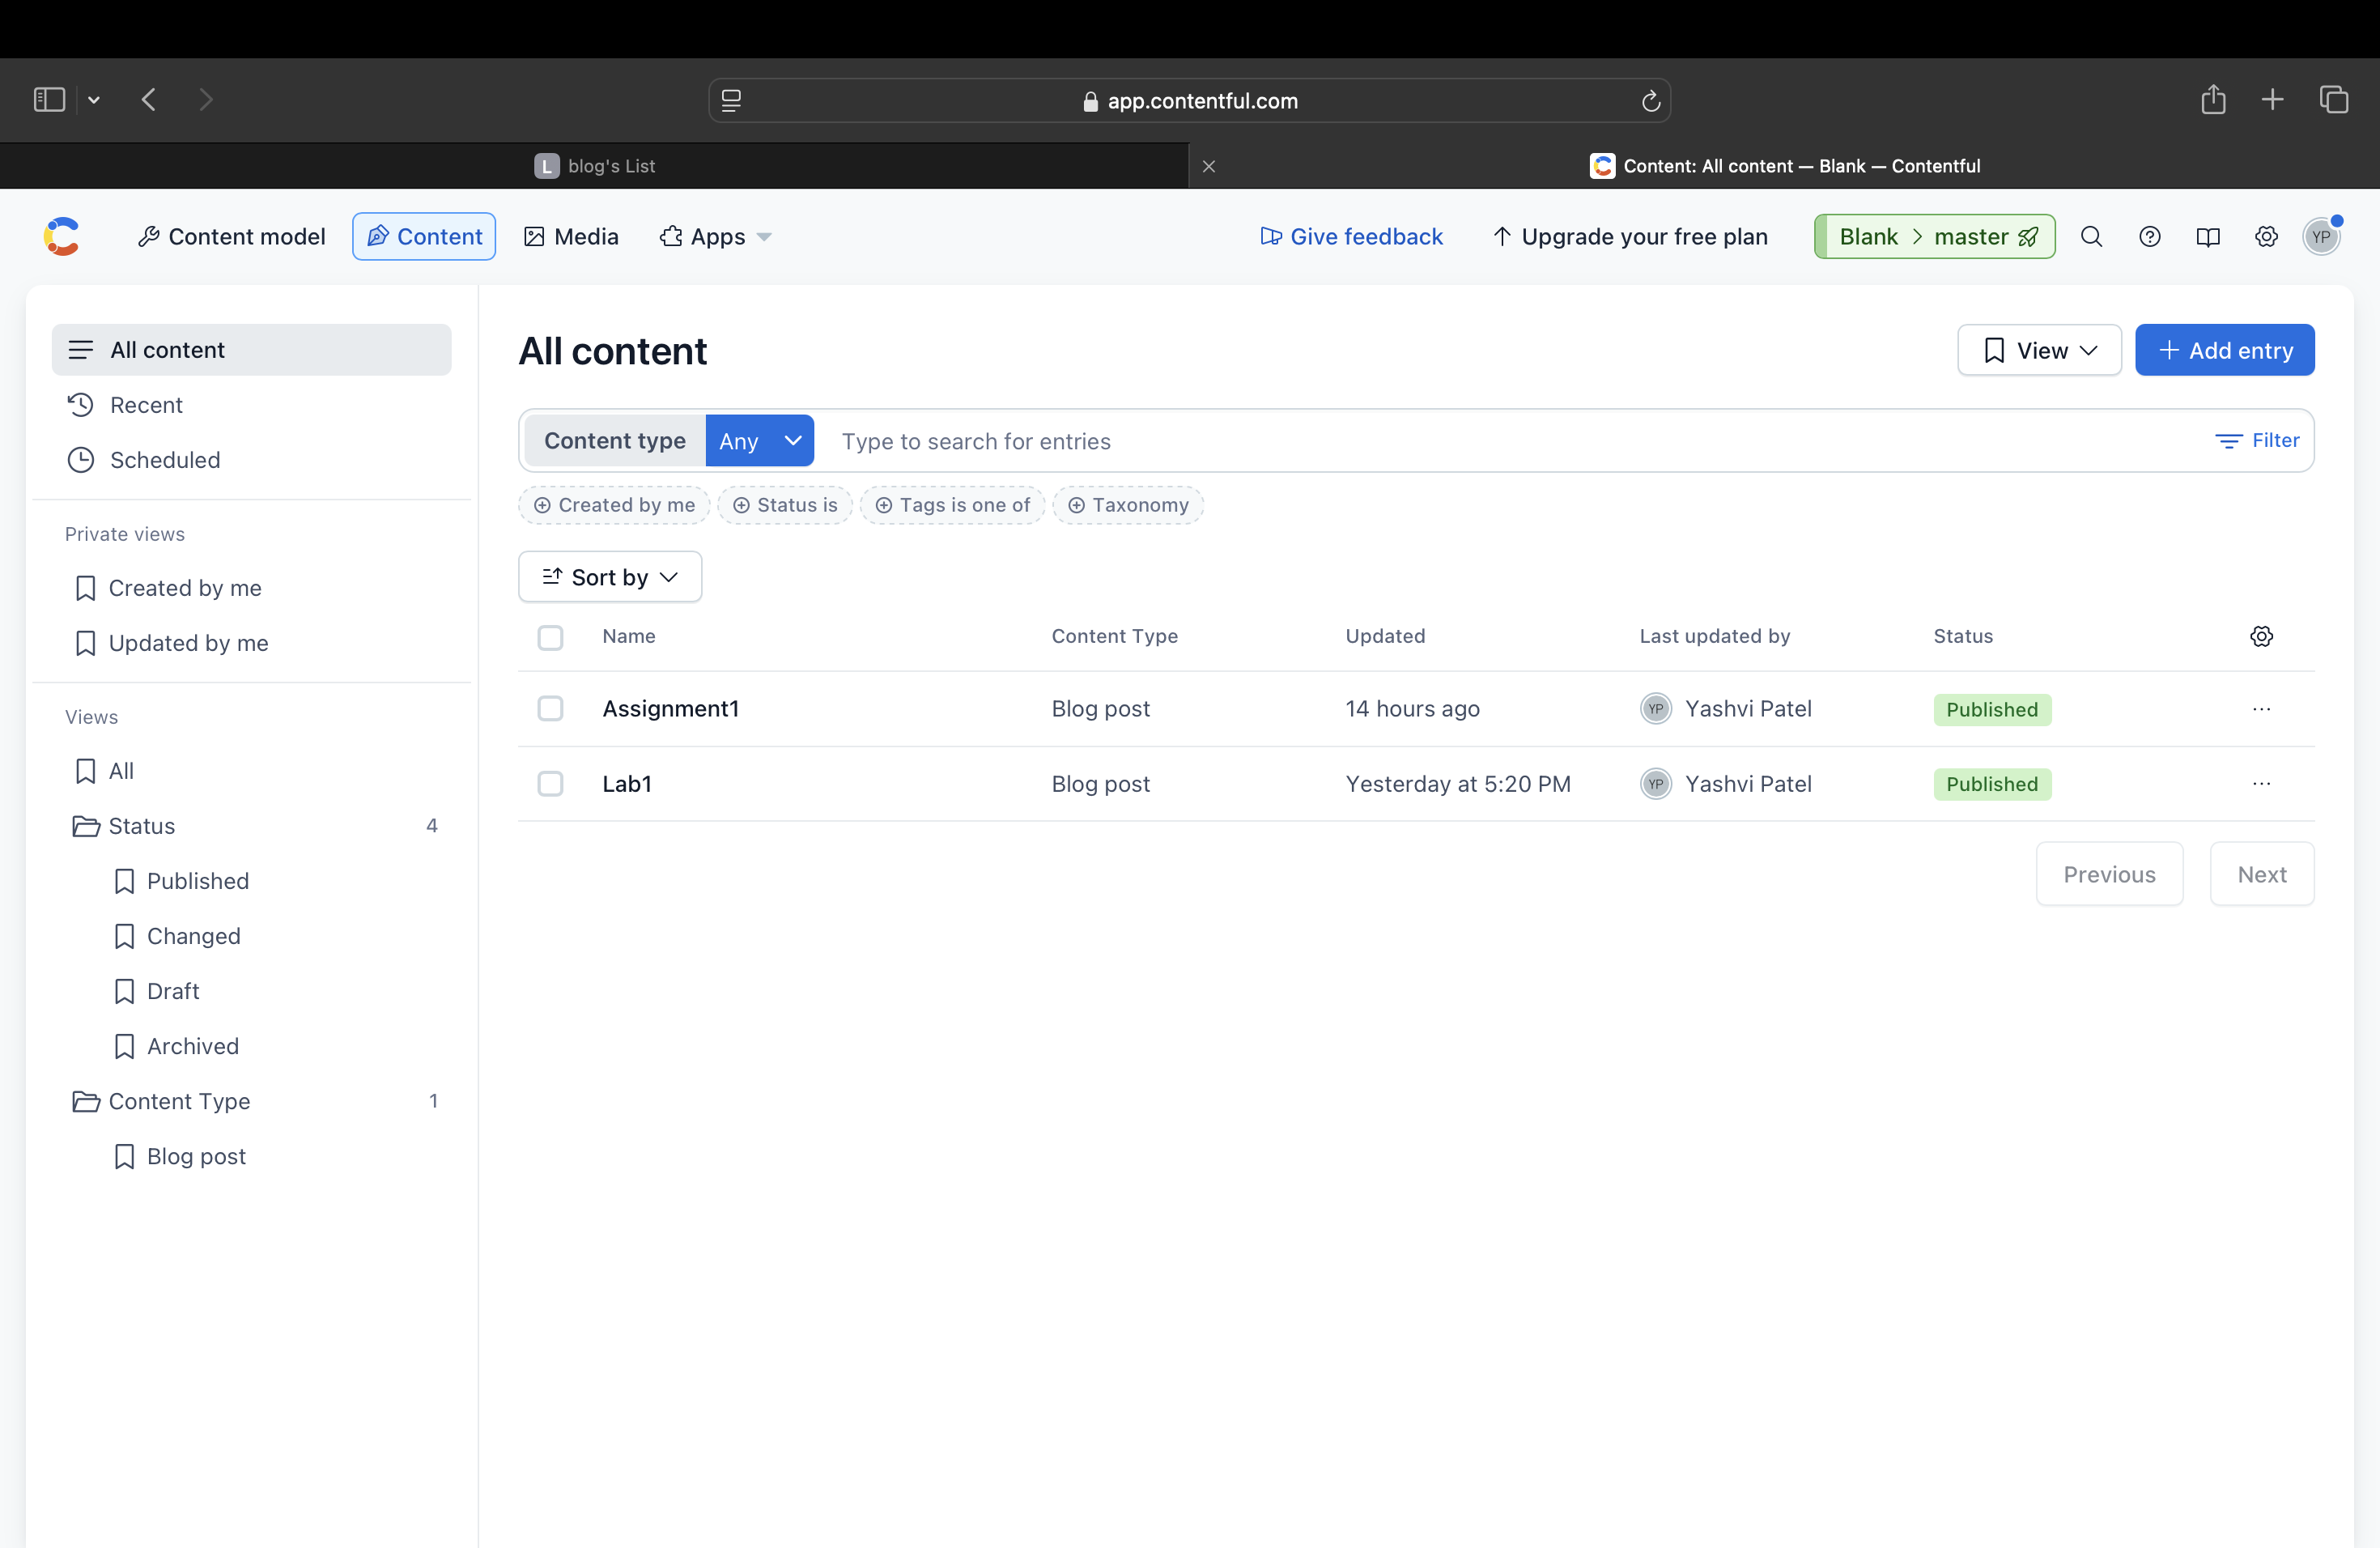 app.contentful.com
L blog's List
Content: All content — Blank — Contentful
Content model Content Media Apps Give feedback Upgrade your free plan Blank > master YP
All content
Recent
Scheduled
Private views
Created by me
Updated by me
Views
All
Status 4
Published
Changed
Draft
Archived
Content Type 1
Blog post
All content
View
+ Add entry
Content type Any Type to search for entries Filter
Created by me Status is Tags is one of Taxonomy
Sort by
Name Content Type Updated Last updated by Status
Assignment1 Blog post 14 hours ago YP Yashvi Patel Published ...
Lab1 Blog post Yesterday at 5:20 PM YP Yashvi Patel Published ...
Previous Next